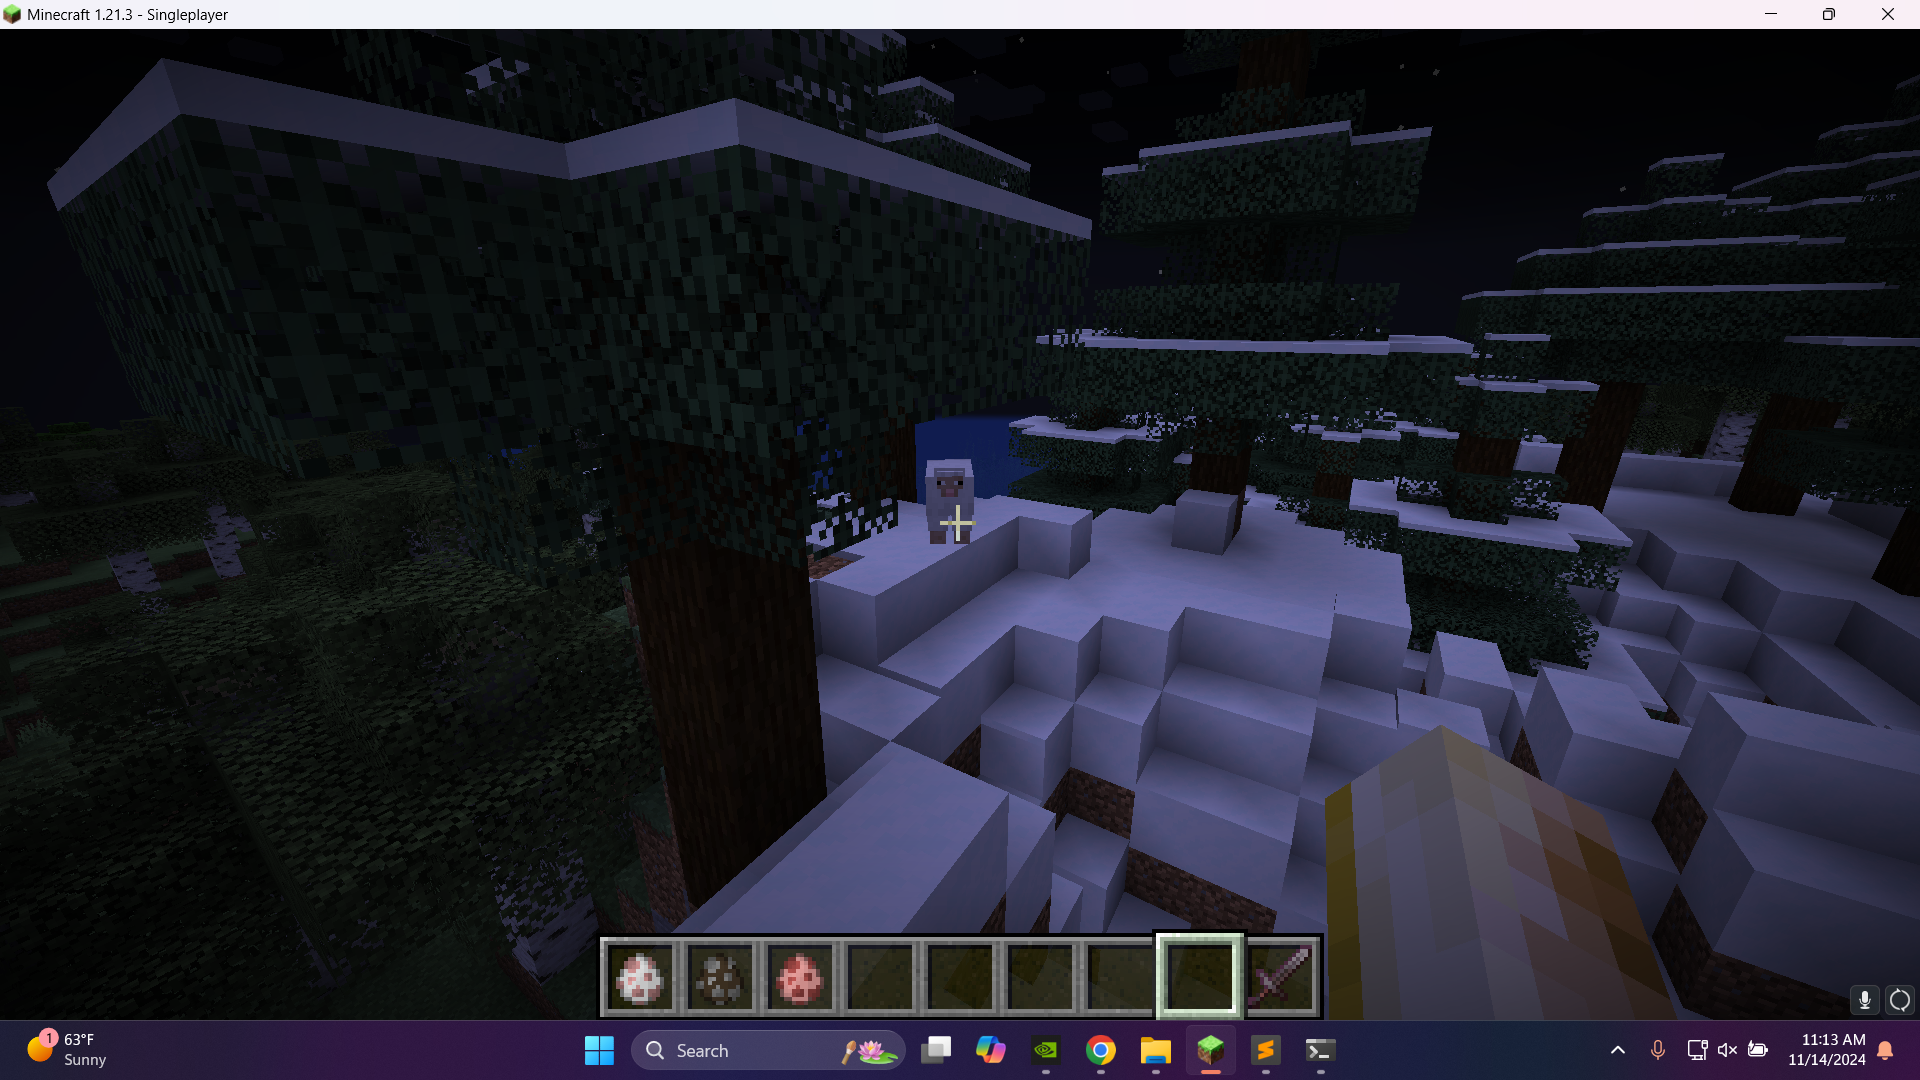 Minecraft 1.21.3 - Singleplayer
1
63°F
Sunny
Search
11:13 AM
11/14/2024